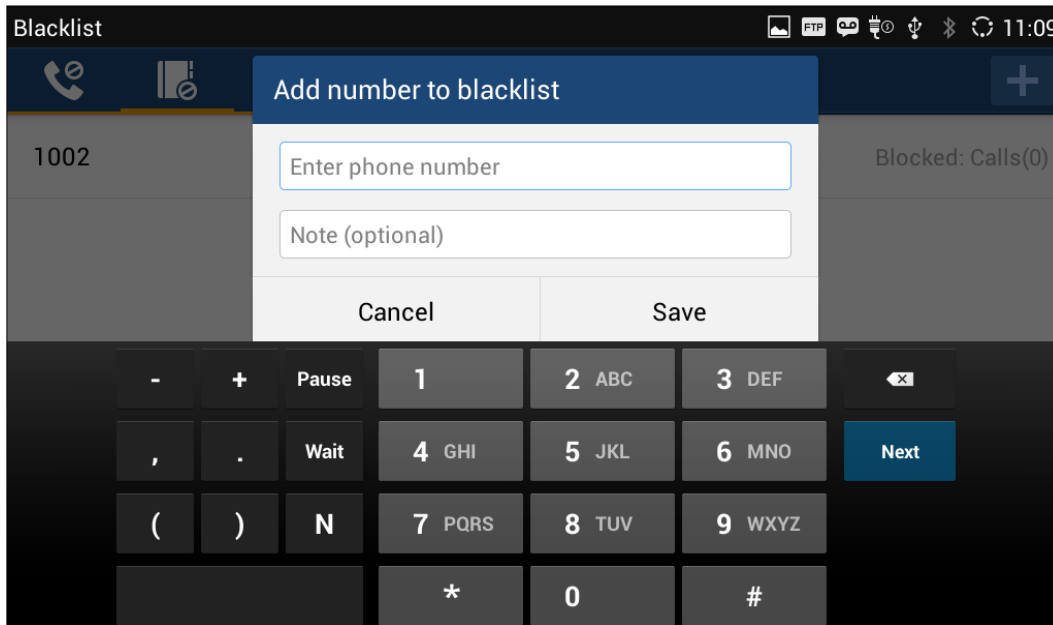 Blacklist FTP 11:09
Add number to blacklist
1002
Blocked: Calls(0)
Enter phone number
Note (optional)
Cancel Save
- + Pause 1 2 ABC 3 DEF
, . Wait 4 GHI 5 JKL 6 MNO Next
( ) N 7 PQRS 8 TUV 9 WXYZ
* 0 #